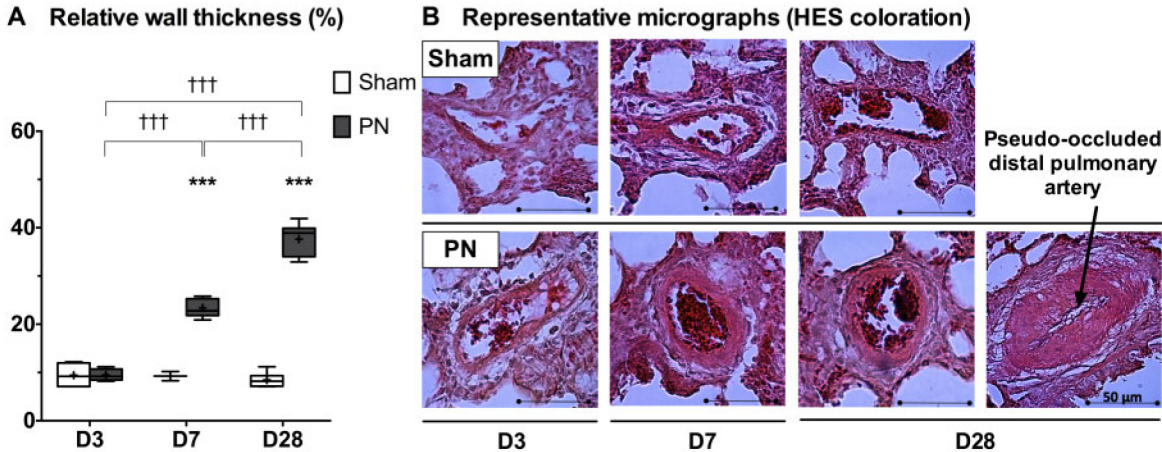 A Relative wall thickness (%)
††† Sham
††† ††† PN
*** ***
60
40
20
0
D3 D7 D28
B Representative micrographs (HES coloration)
Sham
Pseudo-occluded
distal pulmonary
artery
PN
50 µm
D3 D7 D28